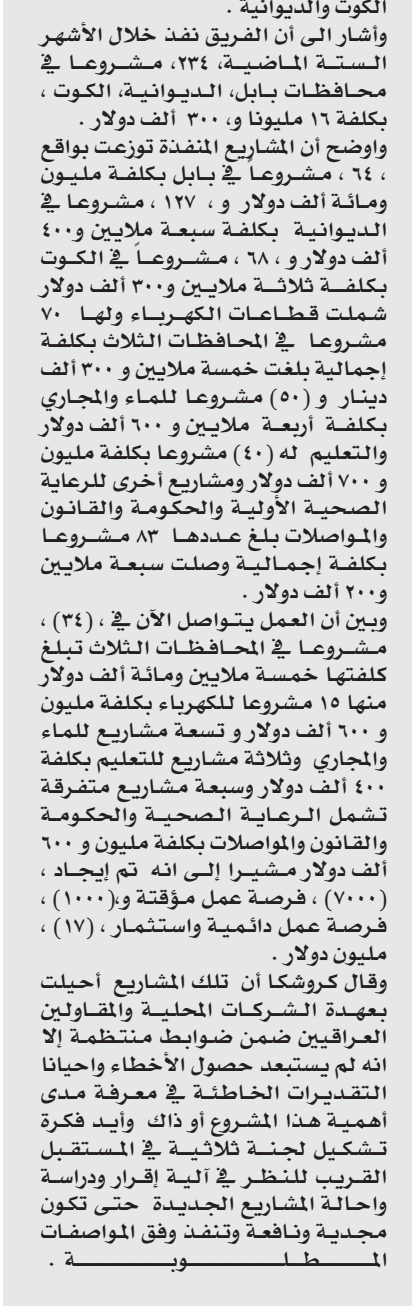 الكوت والديوانية .
وأشار الى أن الفريق نفذ خلال الأشهر
الستة الماضية، ٢٣٤، مشروعا في
محافظات بابل، الديوانية، الكوت ،
بكلفة ١٦ مليونا و، ٣٠٠ ألف دولار .
واوضح أن المشاريع المنفذة توزعت بواقع
، ٦٤ ، مشروعاً في بابل بكلفة مليون
ومائة ألف دولار و ، ١٢٧ ، مشروعا في
الديوانية بكلفة سبعة ملايين و٤٠٠
ألف دولار و ، ٦٨ ، مشروعاً في الكوت
بكلفة ثلاثة ملايين و٣٠٠ ألف دولار
شملت قطاعات الكهرباء ولها ٧٠
مشروعا في المحافظات الثلاث بكلفة
إجمالية بلغت خمسة ملايين و ٣٠٠ ألف
دينار و (٥٠) مشروعا للماء والمجاري
بكلفة أربعة ملايين و ٦٠٠ ألف دولار
والتعليم له (٤٠) مشروعا بكلفة مليون
و ٧٠٠ ألف دولار ومشاريع أخرى للرعاية
الصحية الأولية والحكومة والقانون
والمواصلات بلغ عددها ٨٣ مشروعا
بكلفة إجمالية وصلت سبعة ملايين
و٢٠٠ ألف دولار .
وبين أن العمل يتواصل الآن في ، (٣٤) ،
مشروعا في المحافظات الثلاث تبلغ
كلفتها خمسة ملايين ومائة ألف دولار
منها ١٥ مشروعا للكهرباء بكلفة مليون
و ٦٠٠ ألف دولار و تسعة مشاريع للماء
والمجاري وثلاثة مشاريع للتعليم بكلفة
٤٠٠ ألف دولار وسبعة مشاريع متفرقة
تشمل الرعاية الصحية والحكومة
والقانون والمواصلات بكلفة مليون و ٦٠٠
ألف دولار مشيرا إلى انه تم إيجاد ،
(٧٠٠٠) ، فرصة عمل مؤقتة و،(١٠٠٠) ،
فرصة عمل دائمية واستثمار ، (١٧) ،
مليون دولار .
وقال كروشكا أن تلك المشاريع أحيلت
بعهدة الشركات المحلية والمقاولين
العراقيين ضمن ضوابط منتظمة إلا
انه لم يستبعد حصول الأخطاء واحيانا
التقديرات الخاطئة في معرفة مدى
أهمية هذا المشروع أو ذاك وأيد فكرة
تشكيل لجنة ثلاثية في المستقبل
القريب للنظر في آلية إقرار ودراسة
واحالة المشاريع الجديدة حتى تكون
مجدية ونافعة وتنفذ وفق المواصفات
المـطـلـوبـة .